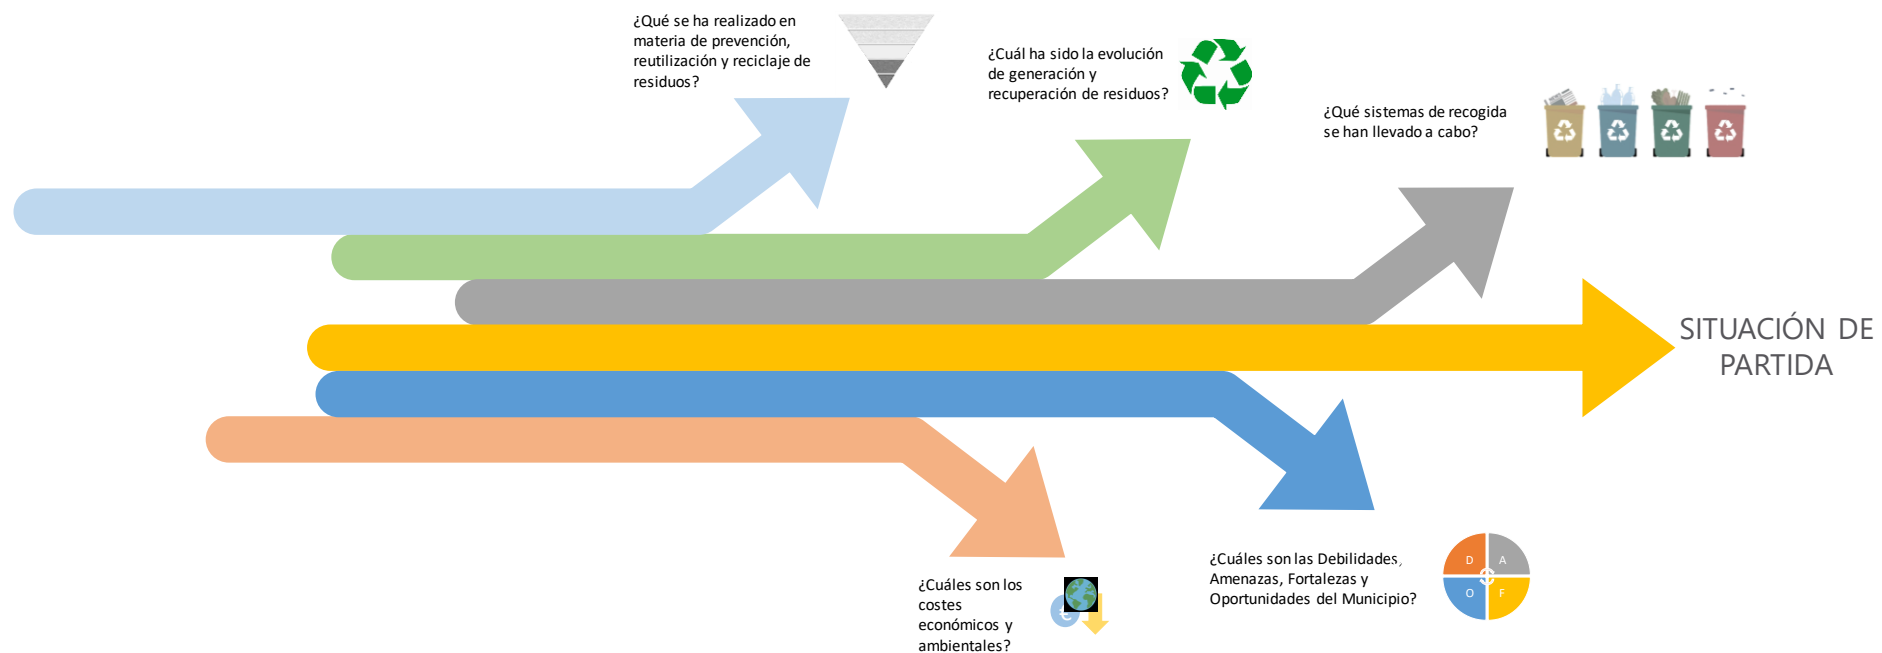 ¿Qué se ha realizado en
materia de prevención,
reutilización y reciclaje de
residuos?
¿Cuál ha sido la evolución
de generación y
recuperación de residuos?
¿Qué sistemas de recogida
se han llevado a cabo?
SITUACIÓN DE
PARTIDA
¿Cuáles son los
costes
económicos y
ambientales?
€
¿Cuáles son las Debilidades,
Amenazas, Fortalezas y
Oportunidades del Municipio?
D A
O F